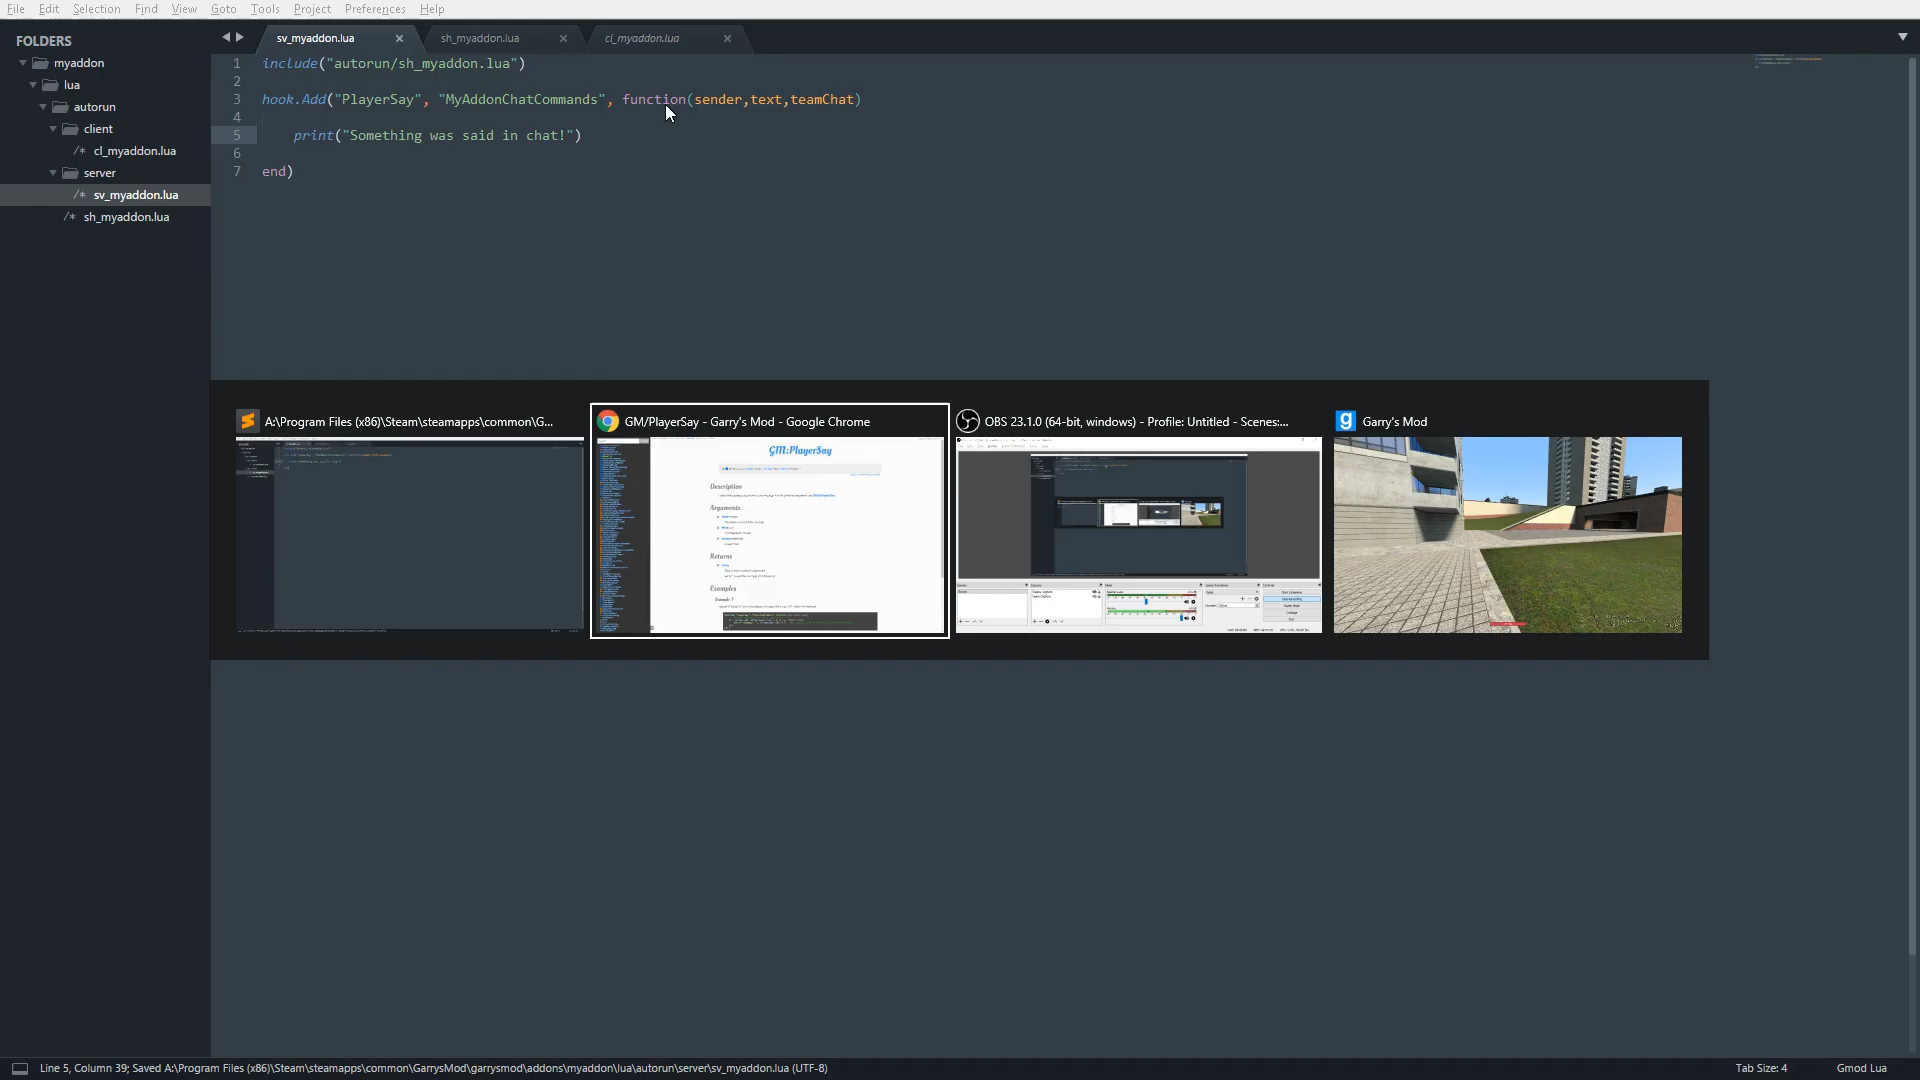 File Edit Selection Find View Goto Tools Project Preferences Help
FOLDERS
myaddon
lua
autorun
client
/* cl_myaddon.lua
server
/* sv_myaddon.lua
/* sh_myaddon.lua
sv_myaddon.lua × sh_myaddon.lua × cl_myaddon.lua ×
1 include("autorun/sh_myaddon.lua")
2
3 hook.Add("PlayerSay", "MyAddonChatCommands", function(sender,text,teamChat)
4
5 print("Something was said in chat!")
6
7 end)
A:\Program Files (x86)\Steam\steamapps\common\G...
GM/PlayerSay - Garry's Mod - Google Chrome
OBS 23.1.0 (64-bit, windows) - Profile: Untitled - Scenes:...
Garry's Mod
GM:PlayerSay
Description
Arguments
Returns
Examples
Line 5, Column 39; Saved A:\Program Files (x86)\Steam\steamapps\common\GarrysMod\garrysmod\addons\myaddon\lua\autorun\server\sv_myaddon.lua (UTF-8)
Tab Size: 4
Gmod Lua